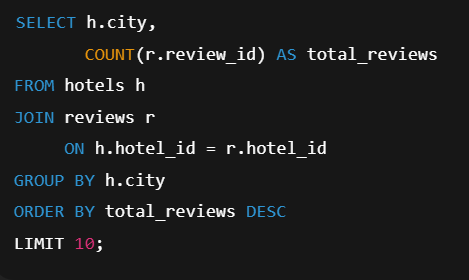 SELECT h.city,
       COUNT(r.review_id) AS total_reviews
FROM hotels h
JOIN reviews r
     ON h.hotel_id = r.hotel_id
GROUP BY h.city
ORDER BY total_reviews DESC
LIMIT 10;